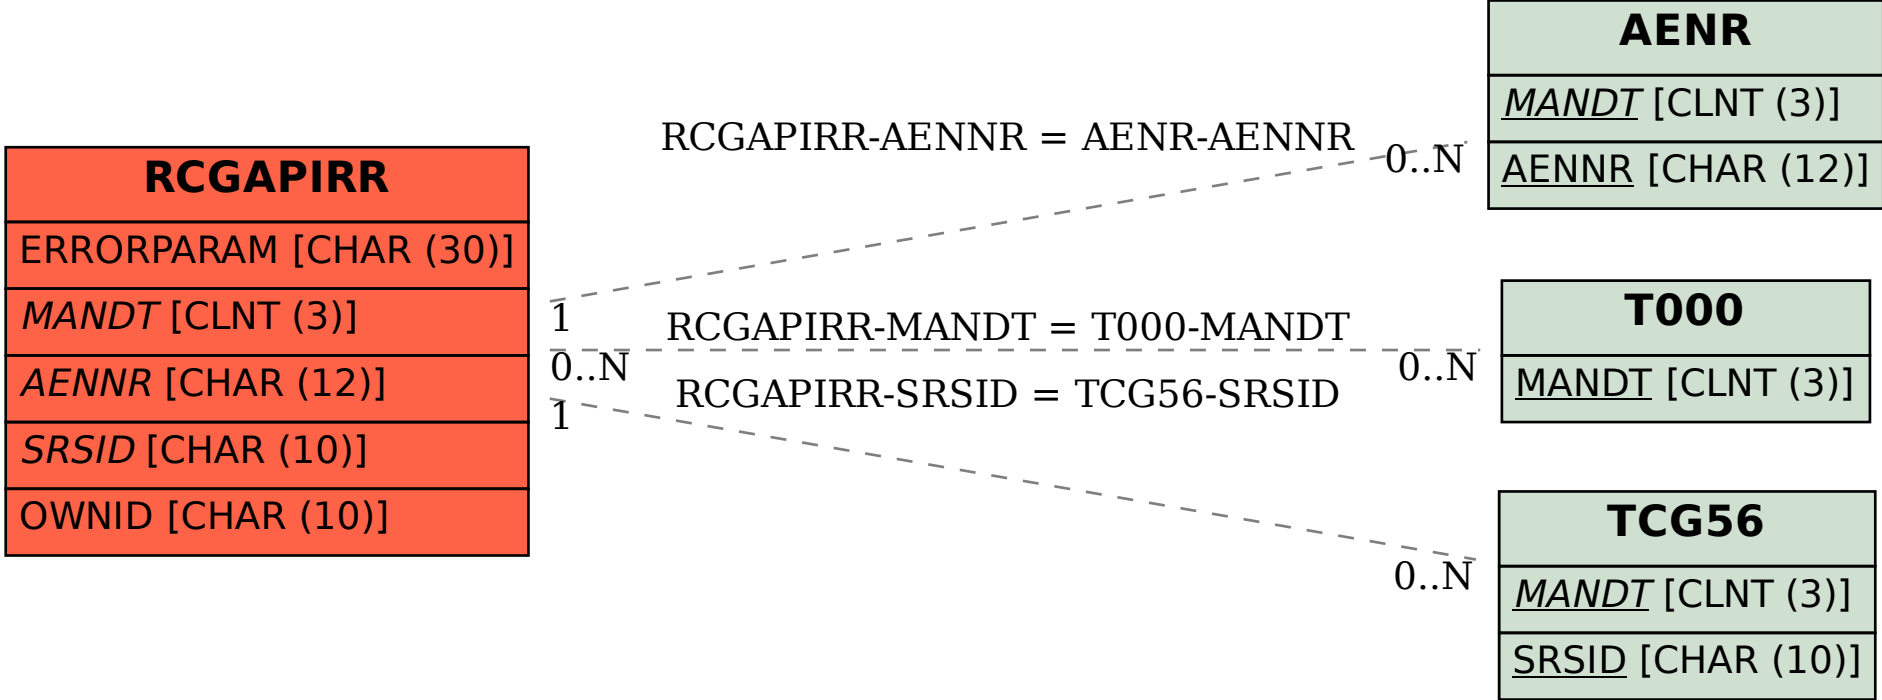 RCGAPIRR
ERRORPARAM [CHAR (30)]
MANDT [CLNT (3)]
AENNR [CHAR (12)]
SRSID [CHAR (10)]
OWNID [CHAR (10)]
RCGAPIRR-AENNR = AENR-AENNR
0..N
1
RCGAPIRR-MANDT = T000-MANDT
0..N
0..N
RCGAPIRR-SRSID = TCG56-SRSID
1
0..N
AENR
MANDT [CLNT (3)]
AENNR [CHAR (12)]
T000
MANDT [CLNT (3)]
TCG56
MANDT [CLNT (3)]
SRSID [CHAR (10)]